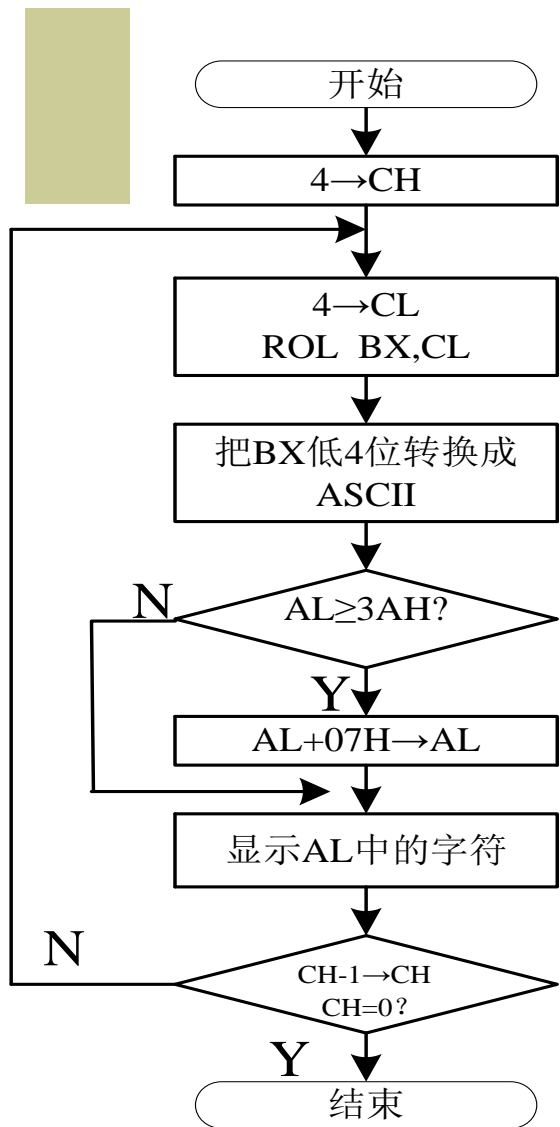 开始
4→CH
4→CL
ROL BX,CL
把BX低4位转换成
ASCII
N
AL≥3AH?
Y
AL+07H→AL
显示AL中的字符
N
CH-1→CH
CH=0?
Y
结束